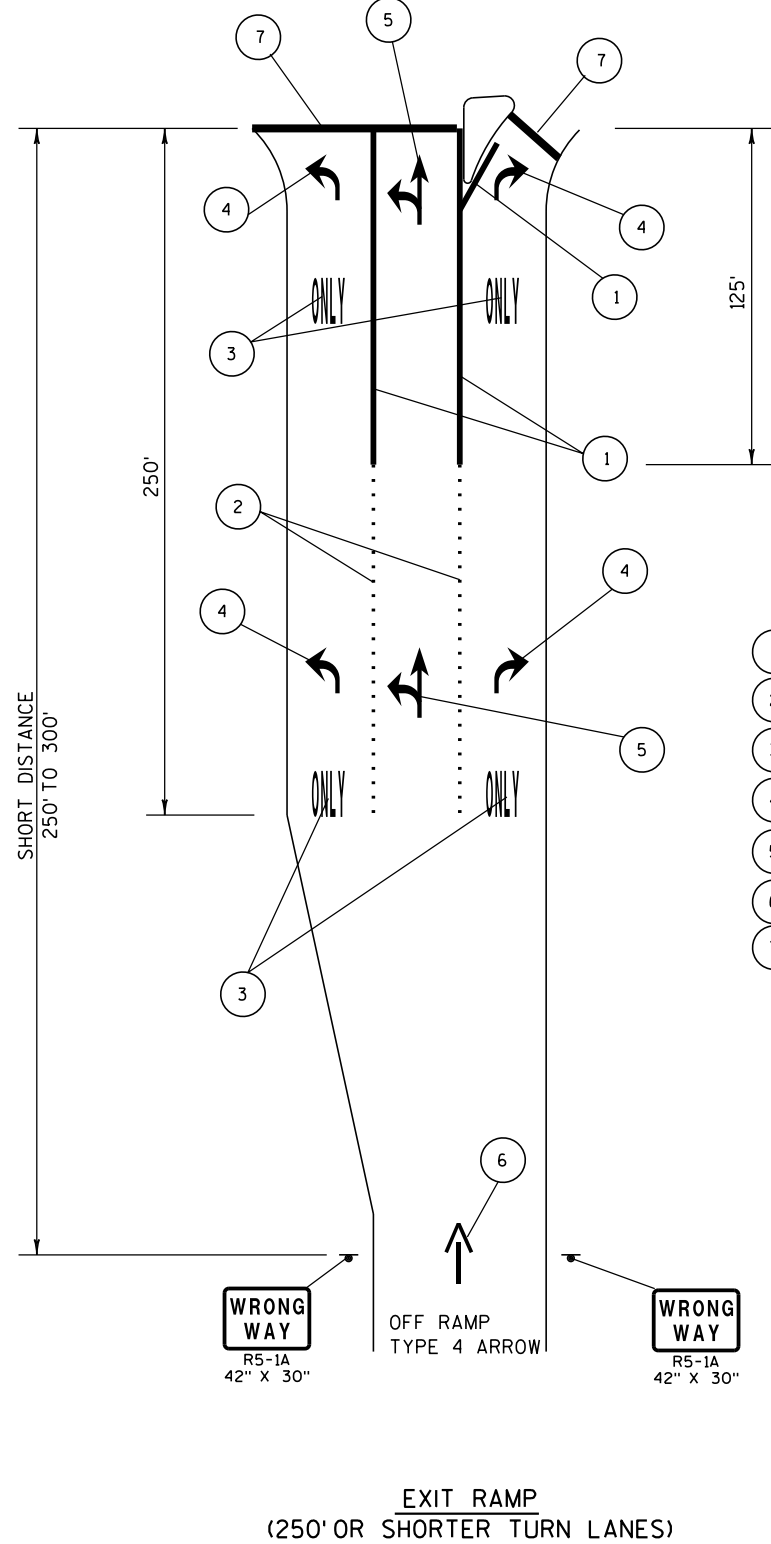 5
7
7
4
4
1
ONLY
ONLY
125'
3
1
250'
2
4
4
SHORT DISTANCE
250' TO 300'
5
ONLY
ONLY
3
6
WRONG
WAY
R5-1A
42" X 30"
OFF RAMP
TYPE 4 ARROW
WRONG
WAY
R5-1A
42" X 30"
EXIT RAMP
(250' OR SHORTER TURN LANES)